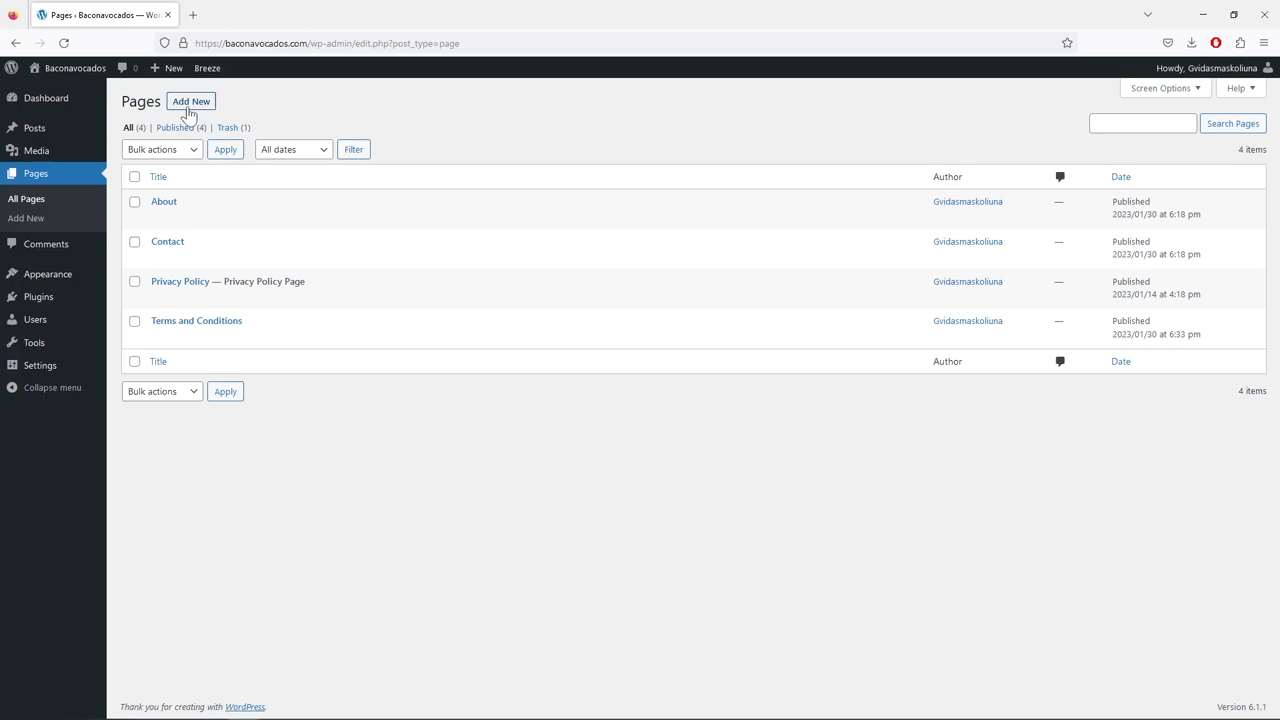 Pages ‹ Baconavocados — Wor
https://baconavocados.com/wp-admin/edit.php?post_type=page
Baconavocados 0 New Breeze Howdy, Gvidasmaskoliuna
Dashboard
Posts
Media
Pages
All Pages
Add New
Comments
Appearance
Plugins
Users
Tools
Settings
Collapse menu
Screen Options Help
Pages Add New
All (4) | Published (4) | Trash (1)
Search Pages
Bulk actions Apply All dates Filter 4 items
Title Author Date
About Gvidasmaskoliuna — Published
2023/01/30 at 6:18 pm
Contact Gvidasmaskoliuna — Published
2023/01/30 at 6:18 pm
Privacy Policy — Privacy Policy Page Gvidasmaskoliuna — Published
2023/01/14 at 4:18 pm
Terms and Conditions Gvidasmaskoliuna — Published
2023/01/30 at 6:33 pm
Title Author Date
Bulk actions Apply 4 items
Thank you for creating with WordPress. Version 6.1.1